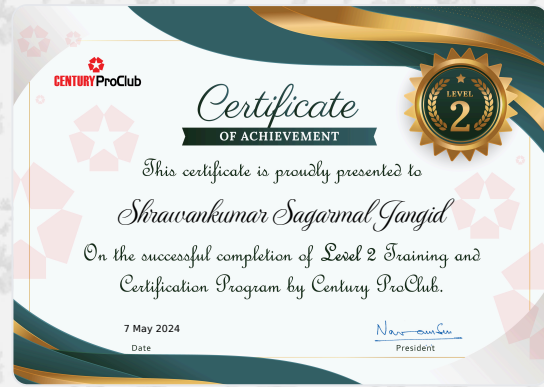 CENTURY ProClub
Certificate
OF ACHIEVEMENT
LEVEL
2
This certificate is proudly presented to
Shrawankumar Sagarmal Jangid
On the successful completion of Level 2 Training and
Certification Program by Century ProClub.
7 May 2024
Date
President